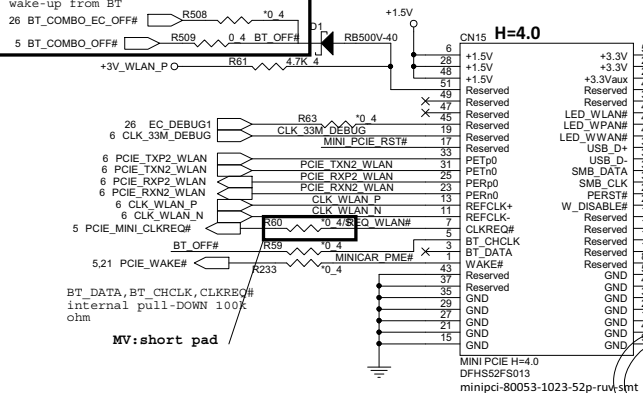 wake-up from BT
26 BT_COMBO_EC_OFF# R508 *0_4
5 BT_COMBO_OFF# R509 0_4 BT_OFF# D1 RB500V-40
+1.5V
+3V_WLAN_P R61 4.7K_4
CN15 H=4.0
6 +1.5V +3.3V
28 +1.5V +3.3V
48 +1.5V +3.3Vaux
51 Reserved Reserved
49 Reserved Reserved
47 Reserved LED_WLAN#
26 EC_DEBUG1 R63 *0_4 45 Reserved LED_WPAN#
6 CLK_33M_DEBUG CLK_33M_DEBUG 19 Reserved LED_WWAN#
MINI_PCIE_RST# 17 Reserved USB_D+
6 PCIE_TXP2_WLAN 33 PETp0 USB_D-
6 PCIE_TXN2_WLAN PCIE_TXN2_WLAN 31 PETn0 SMB_DATA
6 PCIE_RXP2_WLAN PCIE_RXP2_WLAN 25 PERp0 SMB_CLK
6 PCIE_RXN2_WLAN PCIE_RXN2_WLAN 23 PERn0 PERST#
6 CLK_WLAN_P CLK_WLAN_P 13 REFCLK+ W_DISABLE#
6 CLK_WLAN_N CLK_WLAN_N 11 REFCLK- Reserved
5 PCIE_MINI_CLKREQ# R60 *0_4/S REQ_WLAN# 7 CLKREQ# Reserved
5 BT_CHCLK Reserved
BT_OFF# R59 *0_4 3 BT_DATA Reserved
5,21 PCIE_WAKE# R233 *0_4 MINICAR_PME# 1 WAKE# Reserved
43 Reserved Reserved
37 Reserved GND
35 GND GND
29 GND GND
27 GND GND
21 GND GND
15 GND GND
BT_DATA,BT_CHCLK,CLKREQ#
internal pull-DOWN 100k
ohm
MV:short pad
MINI PCIE H=4.0
DFHS52FS013
minipci-80053-1023-52p-ruv-smt